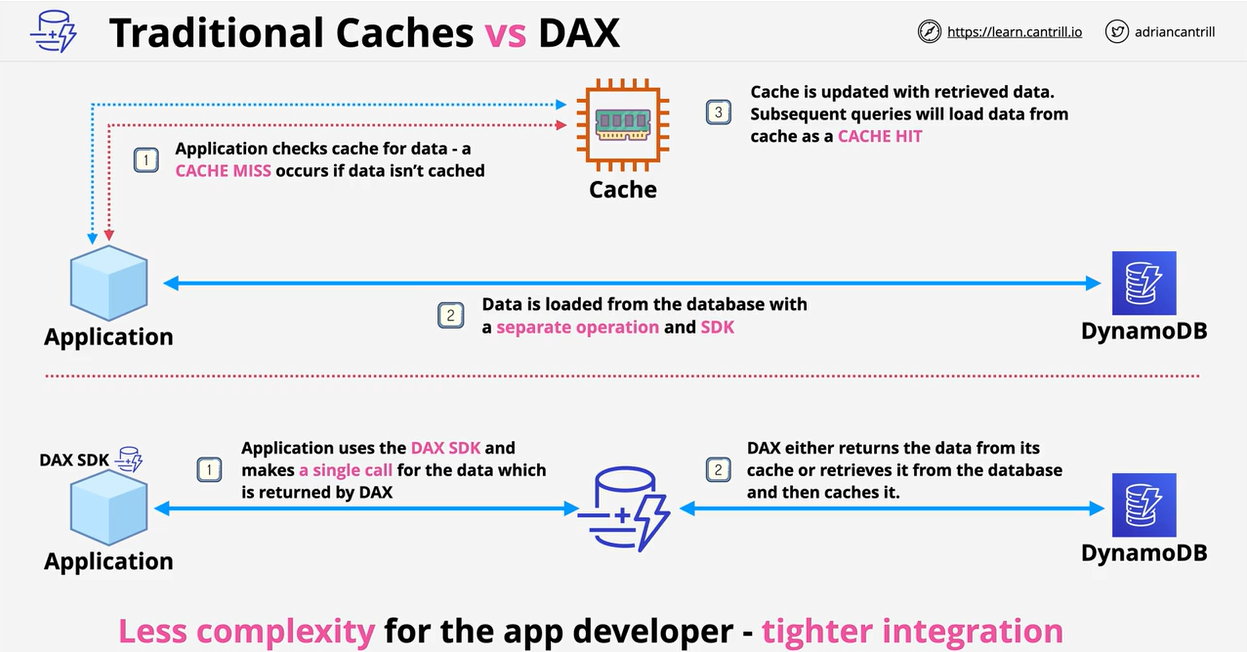 Traditional Caches vs DAX
https://learn.cantrill.io
adriancantrill
1
Application checks cache for data - a
CACHE MISS occurs if data isn't cached
Cache
3
Cache is updated with retrieved data.
Subsequent queries will load data from
cache as a CACHE HIT
Application
2
Data is loaded from the database with
a separate operation and SDK
DynamoDB
DAX SDK
Application
1
Application uses the DAX SDK and
makes a single call for the data which
is returned by DAX
2
DAX either returns the data from its
cache or retrieves it from the database
and then caches it.
DynamoDB
Less complexity for the app developer - tighter integration